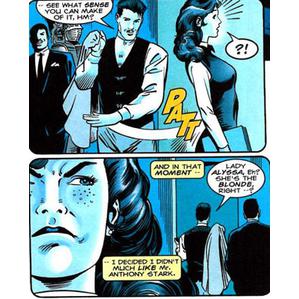 -- SEE WHAT SENSE
YOU CAN MAKE
OF IT, HM?
?!
PATT
AND IN THAT
MOMENT --
LADY
ALYSSA, EH?
SHE'S THE
BLONDE,
RIGHT --?
-- I DECIDED I DIDN'T
MUCH LIKE MR.
ANTHONY STARK.